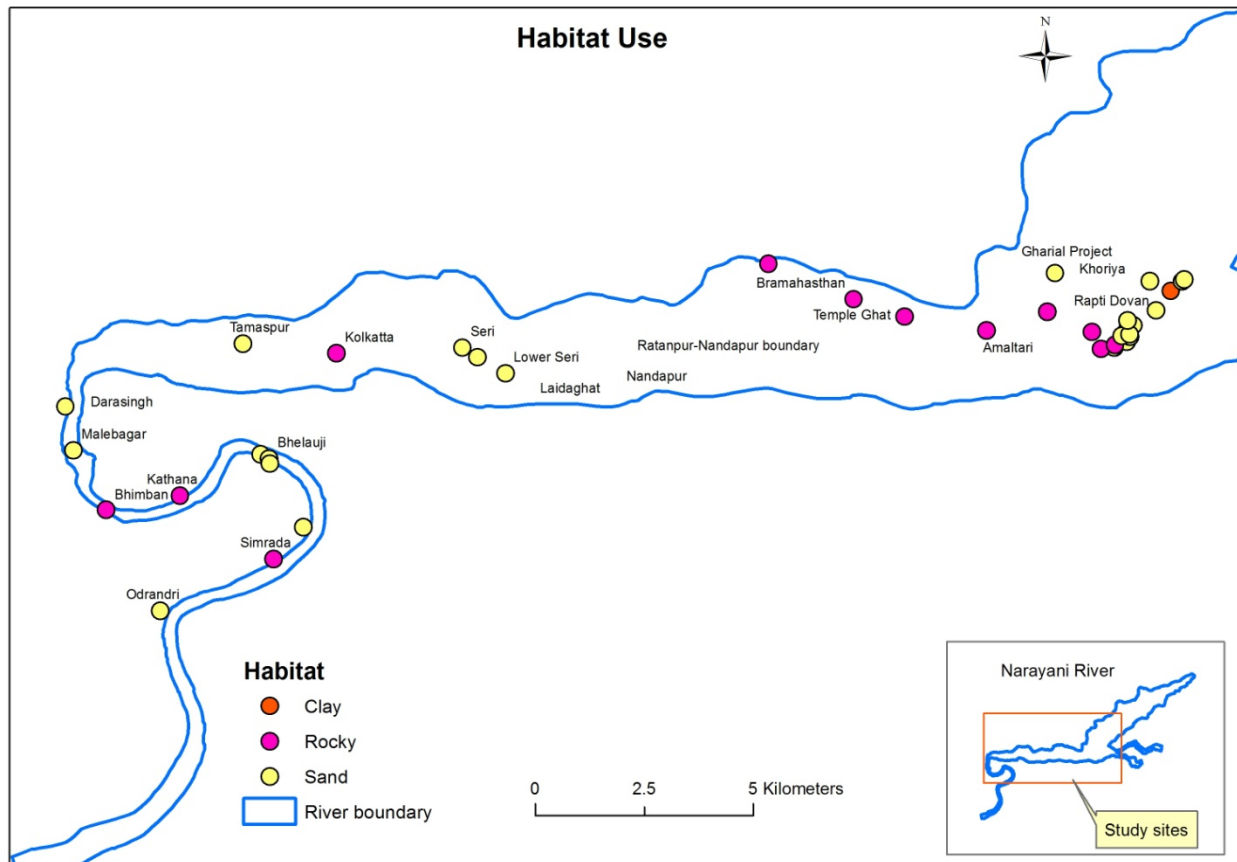 Habitat Use
N
Gharial Project
Khoriya
Bramahasthan
Rapti Dovan
Temple Ghat
Tamaspur
Kolkatta
Seri
Ratanpur-Nandapur boundary
Amaltari
Lower Seri
Laidaghat
Nandapur
Darasingh
Malebagar
Bhelauji
Kathana
Bhimban
Simrada
Odrandri
Habitat
Clay
Rocky
Sand
River boundary
0 2.5 5 Kilometers
Narayani River
Study sites